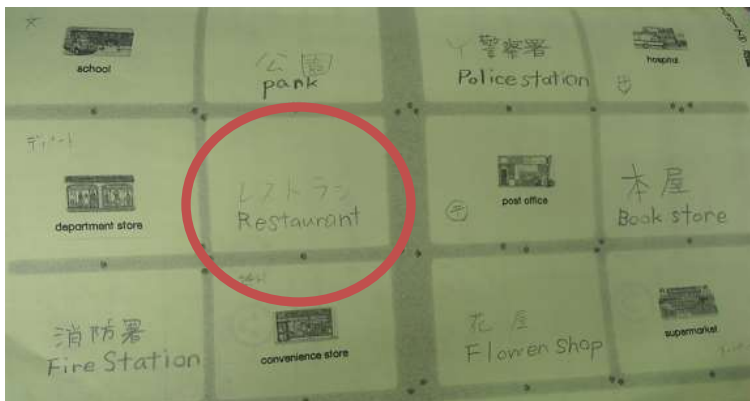 文
school
公園
park
丫 警察署
Police station
hospital
デパート
department store
レストラン
Restaurant
〒
post office
本屋
Book store
消防署
Fire Station
convenience store
花屋
Flower Shop
supermarket